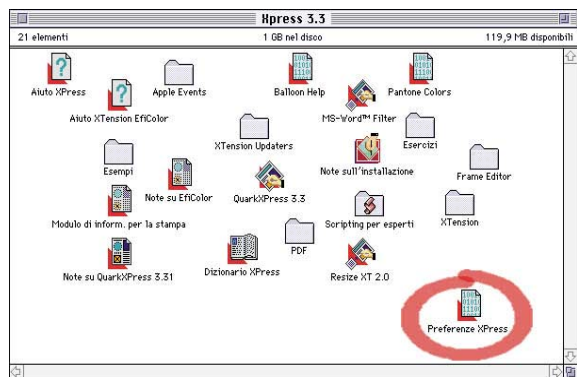 Xpress 3.3
21 elementi 1 GB nel disco 119,9 MB disponibili
Aiuto XPress Apple Events Balloon Help Pantone Colors
Aiuto XTension EfiColor MS-Word™ Filter
XTension Updaters Esercizi
Esempi Note sull'installazione Frame Editor
Note su EfiColor QuarkXPress 3.3
Modulo di inform. per la stampa Scripting per esperti XTension
PDF
Note su QuarkXPress 3.31 Dizionario XPress Resize XT 2.0
Preferenze XPress